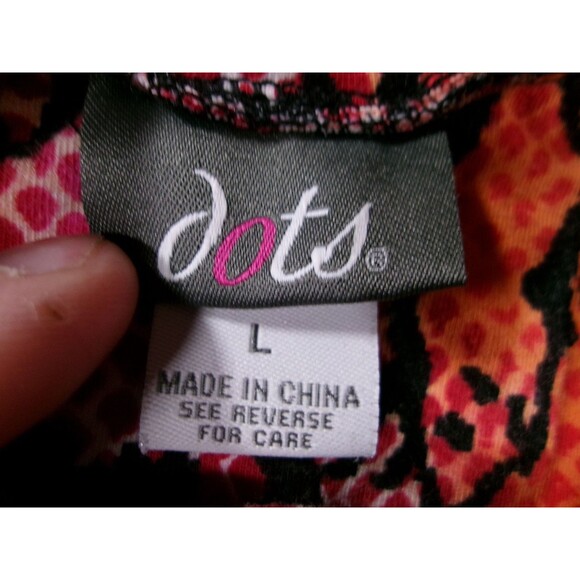 dots®
L
MADE IN CHINA
SEE REVERSE
FOR CARE